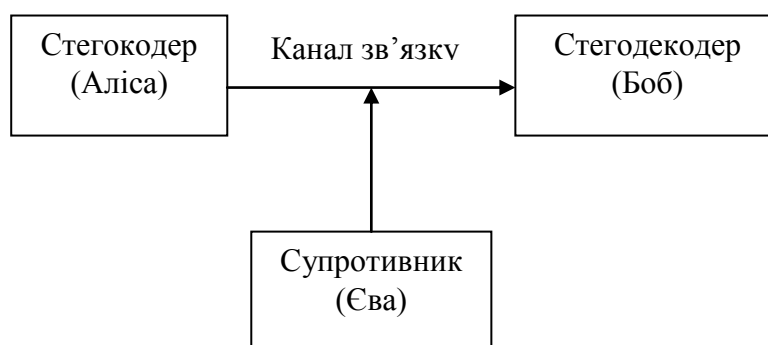 Стегокодер
(Аліса)
Канал зв’язку
Стегодекодер
(Боб)
Супротивник
(Єва)